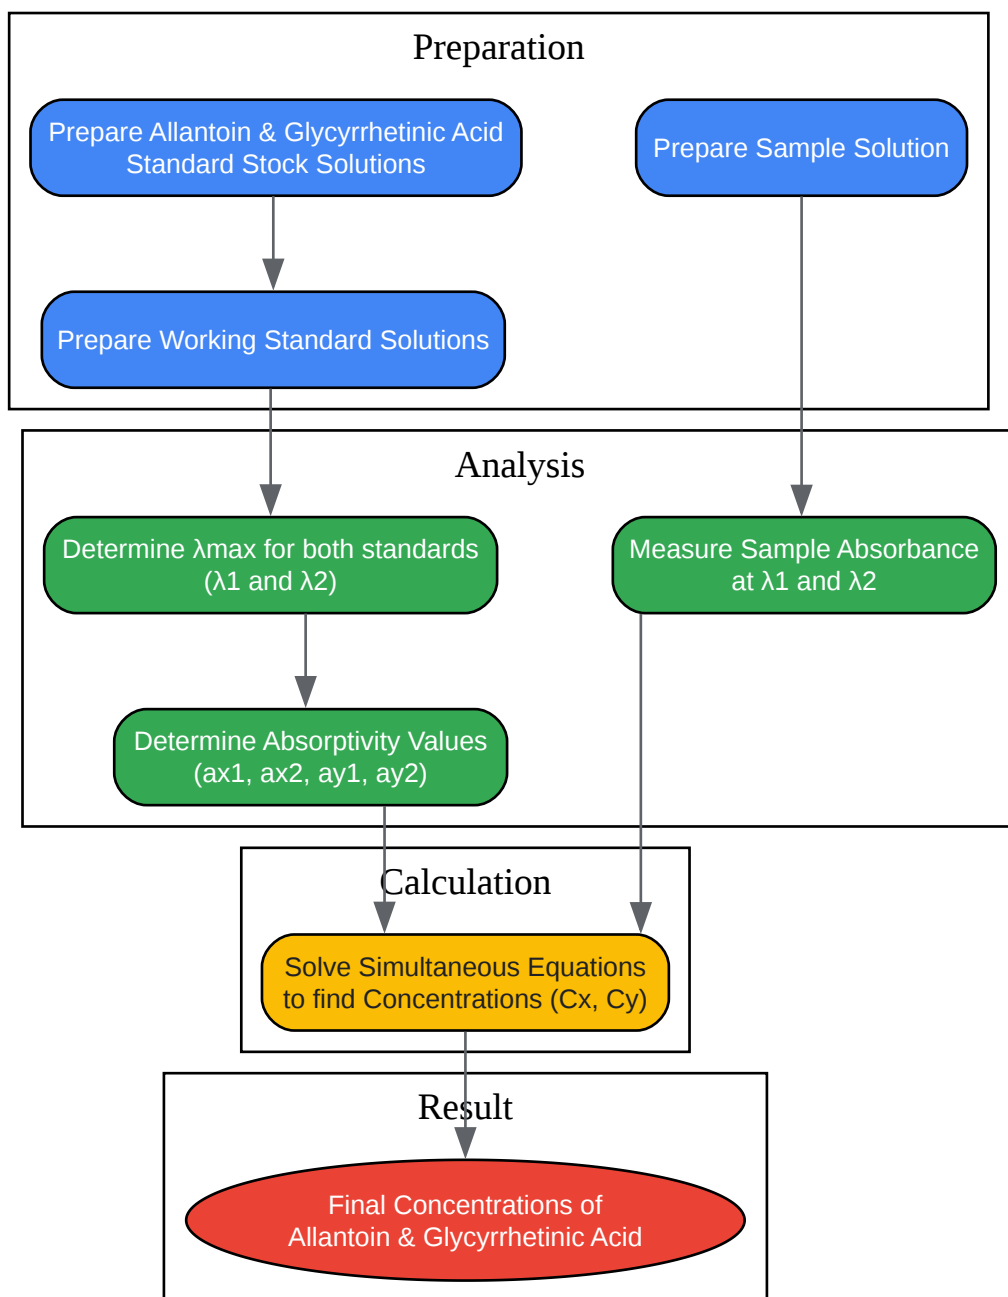 Preparation
Prepare Allantoin & Glycyrrhetinic Acid
Standard Stock Solutions
Prepare Sample Solution
Prepare Working Standard Solutions
Analysis
Determine λmax for both standards
(λ1 and λ2)
Measure Sample Absorbance
at λ1 and λ2
Determine Absorptivity Values
(ax1, ax2, ay1, ay2)
Calculation
Solve Simultaneous Equations
to find Concentrations (Cx, Cy)
Result
Final Concentrations of
Allantoin & Glycyrrhetinic Acid